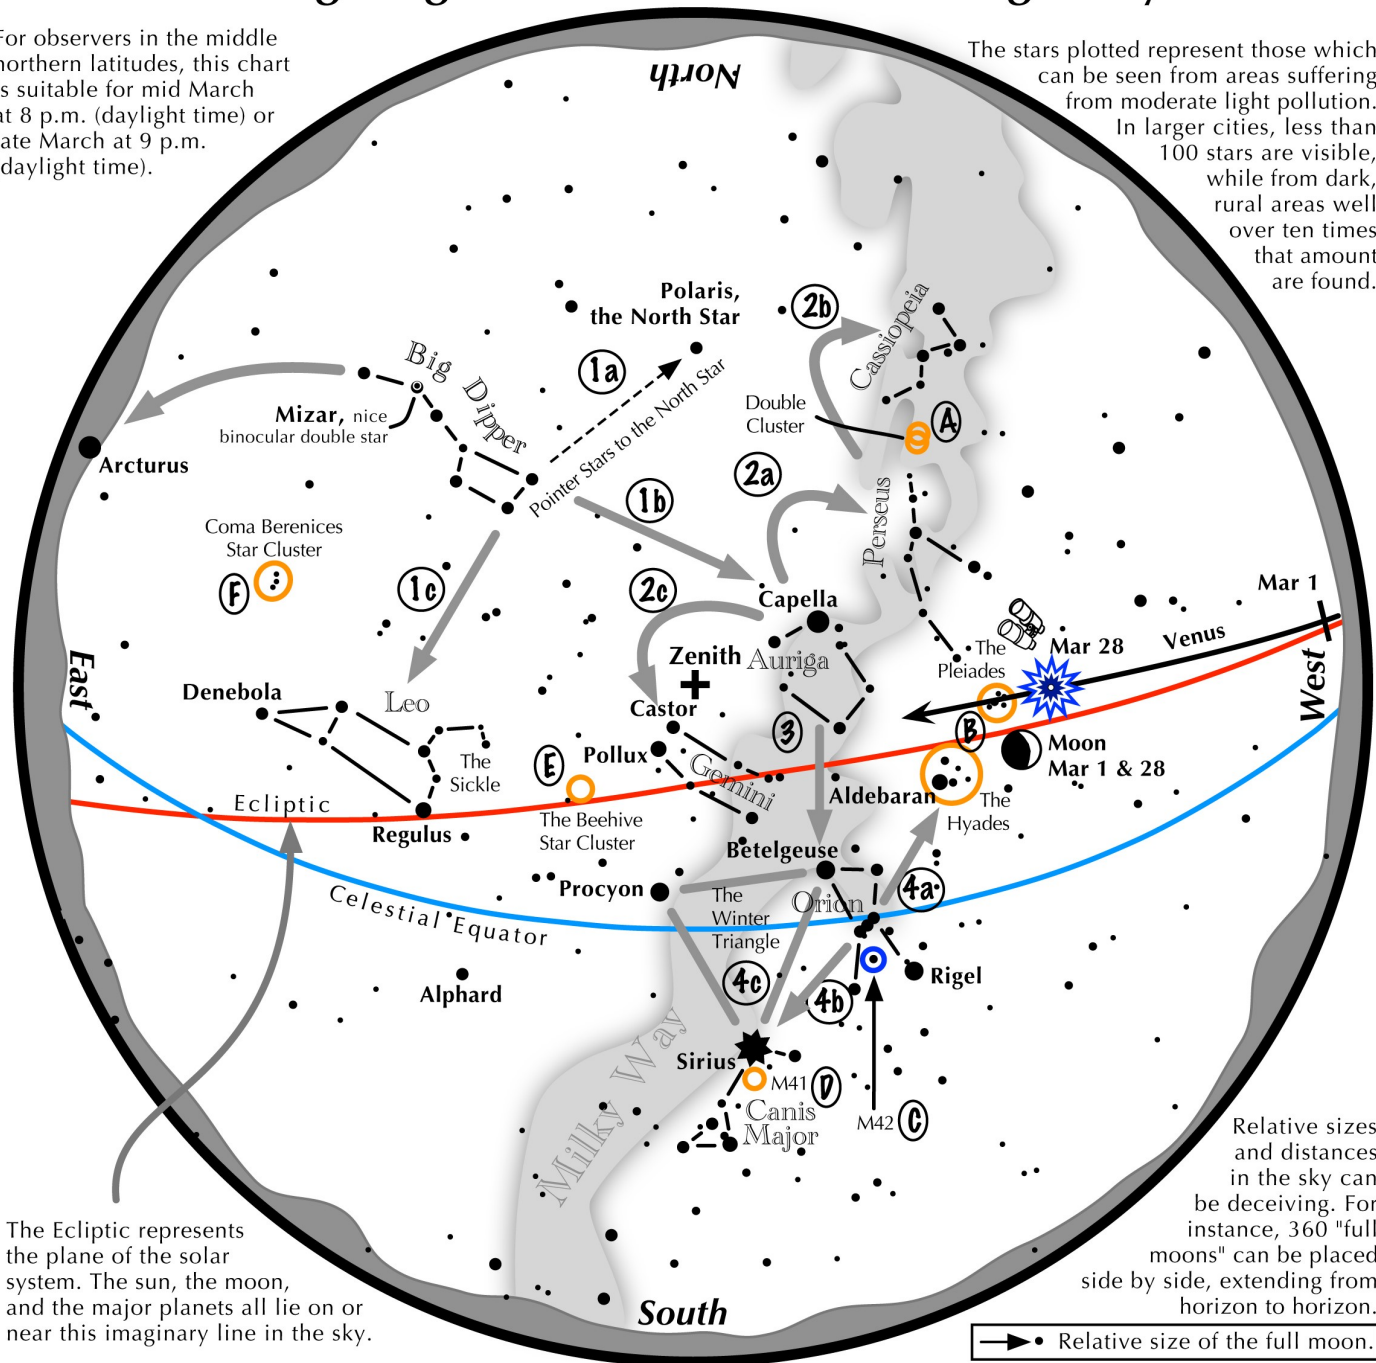 For observers in the middle
northern latitudes, this chart
is suitable for mid March
at 8 p.m. (daylight time) or
late March at 9 p.m.
(daylight time).
The stars plotted represent those which
can be seen from areas suffering
from moderate light pollution.
In larger cities, less than
100 stars are visible,
while from dark,
rural areas well
over ten times
that amount
are found.
North
Polaris,
the North Star
2b
Cassiopeia
1a
Big Dipper
Mizar, nice
binocular double star
Pointer Stars to the North Star
Double
Cluster
A
Arcturus
2a
1b
Perseus
Coma Berenices
Star Cluster
F
1c
2c
Capella
Mar 1
Venus
Mar 28
The
Pleiades
East
Zenith
Auriga
West
Denebola
Leo
Castor
3
B
Moon
Mar 1 & 28
Pollux
Gemini
The
Sickle
E
Aldebaran
The
Hyades
Ecliptic
Regulus
The Beehive
Star Cluster
Betelgeuse
Procyon
The
Winter
Triangle
Orion
4a
Celestial Equator
Alphard
4c
4b
Rigel
Sirius
M41
D
Canis
Major
M42
C
Milky Way
The Ecliptic represents
the plane of the solar
system. The sun, the moon,
and the major planets all lie on or
near this imaginary line in the sky.
South
Relative sizes
and distances
in the sky can
be deceiving. For
instance, 360 "full
moons" can be placed
side by side, extending from
horizon to horizon.
Relative size of the full moon.